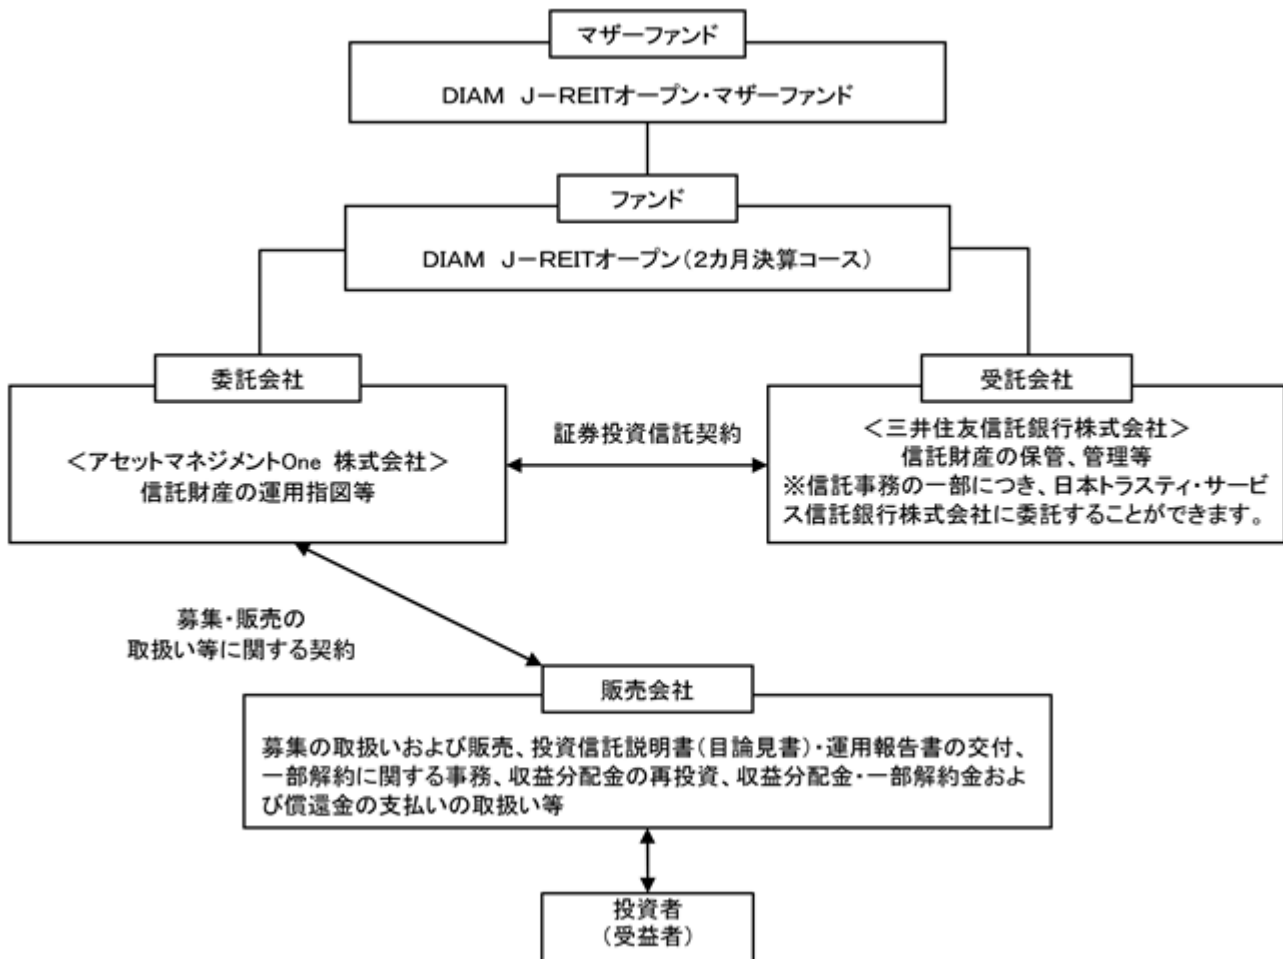 マザーファンド
DIAM J-REITオープン・マザーファンド
ファンド
DIAM J-REITオープン(2カ月決算コース)
委託会社
<アセットマネジメントOne 株式会社>
信託財産の運用指図等
証券投資信託契約
受託会社
<三井住友信託銀行株式会社>
信託財産の保管、管理等
※信託事務の一部につき、日本トラスティ・サービ
ス信託銀行株式会社に委託することができます。
募集・販売の
取扱い等に関する契約
販売会社
募集の取扱いおよび販売、投資信託説明書(目論見書)・運用報告書の交付、
一部解約に関する事務、収益分配金の再投資、収益分配金・一部解約金およ
び償還金の支払いの取扱い等
投資者
(受益者)